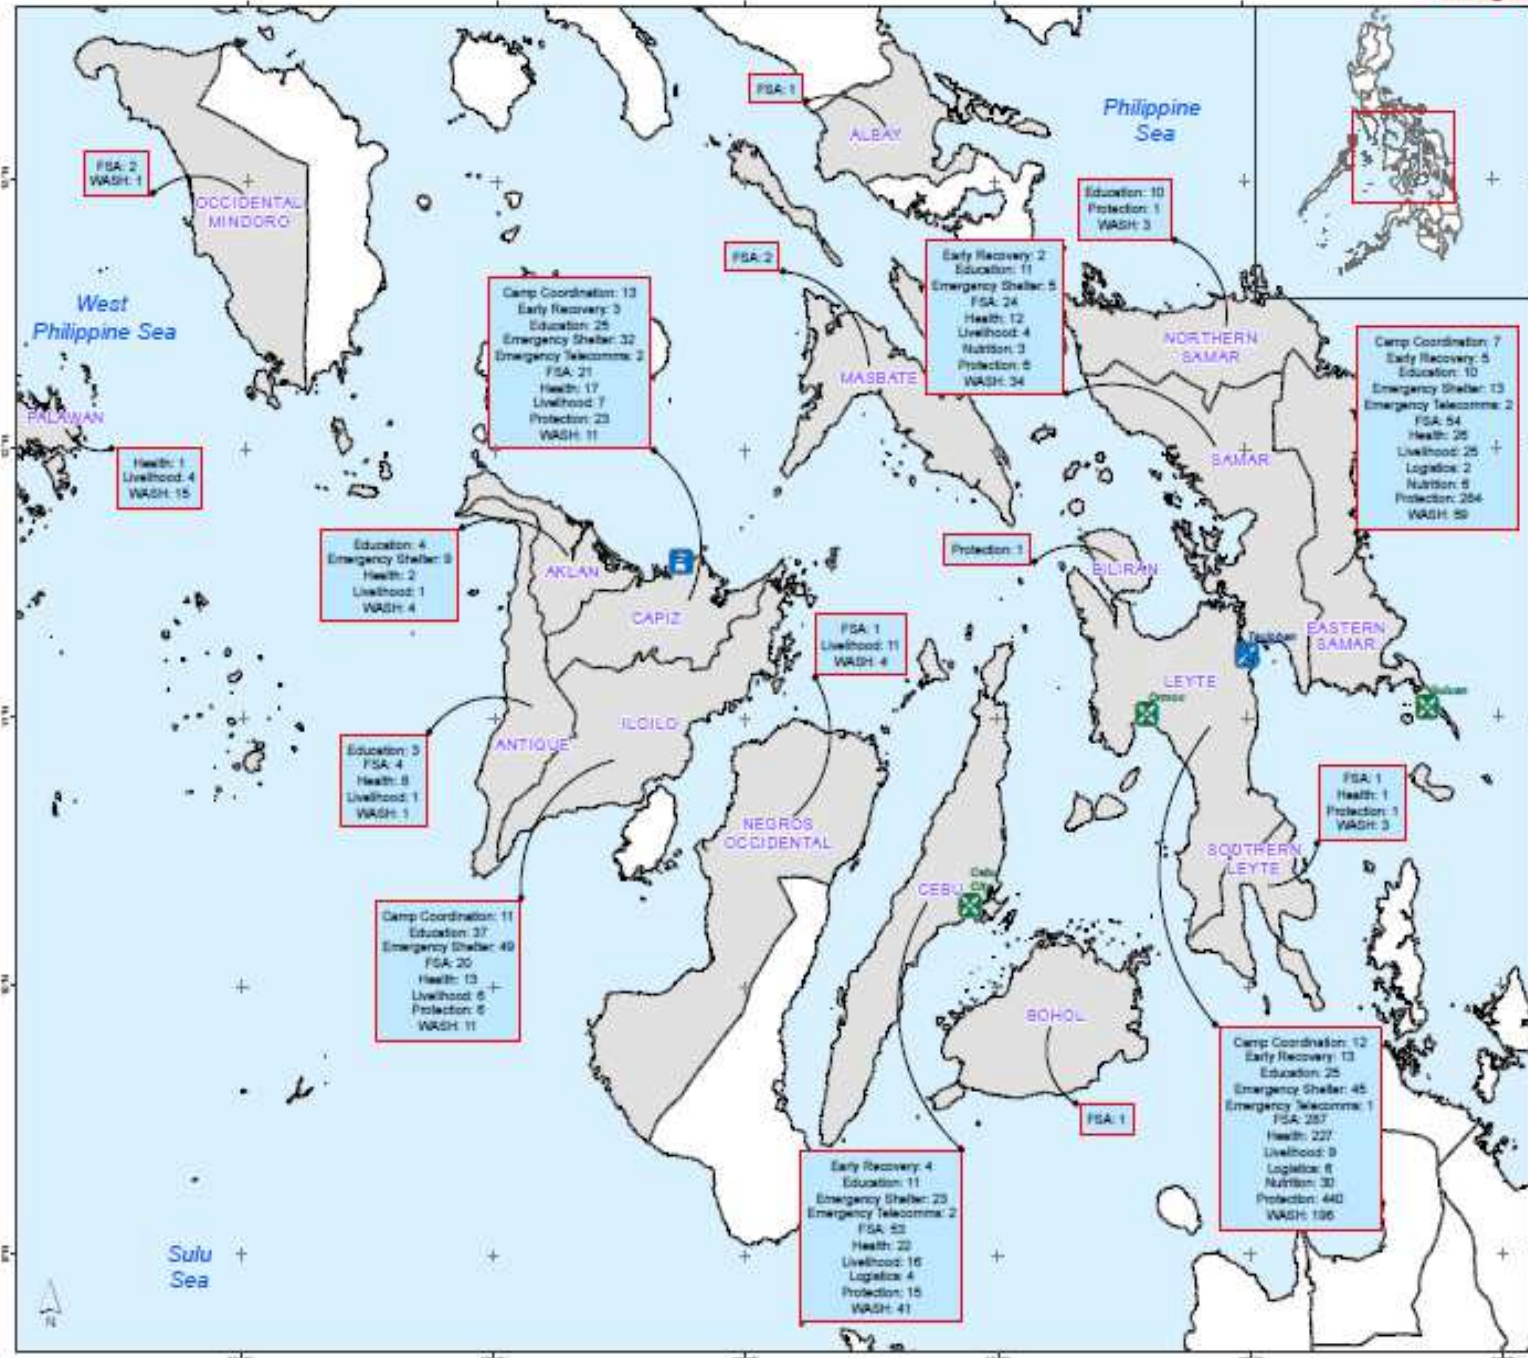 Philippine
Sea
FSA: 1
ALBAY
FSA: 2
WASH: 1
OCCIDENTAL
MINDORO
Education: 10
Protection: 1
WASH: 3
FSA: 2
Early Recovery: 2
Education: 11
Emergency Shelter: 5
FSA: 24
Health: 12
Livelihood: 4
Nutrition: 3
Protection: 6
WASH: 34
West
Philippine Sea
Camp Coordination: 13
Early Recovery: 3
Education: 25
Emergency Shelter: 32
Emergency Telecomms: 2
FSA: 21
Health: 17
Livelihood: 7
Protection: 23
WASH: 11
NORTHERN
SAMAR
Camp Coordination: 7
Early Recovery: 5
Education: 10
Emergency Shelter: 13
Emergency Telecomms: 2
FSA: 54
Health: 26
Livelihood: 25
Logistics: 2
Nutrition: 6
Protection: 264
WASH: 59
MASBATE
PALAWAN
SAMAR
Health: 1
Livelihood: 4
WASH: 15
Education: 4
Emergency Shelter: 9
Health: 2
Livelihood: 1
WASH: 4
AKLAN
Protection: 1
BILIRAN
CAPIZ
FSA: 1
Livelihood: 11
WASH: 4
EASTERN
SAMAR
Tacloban
LEYTE
Ormoc
Guiuan
ILOILO
ANTIQUE
Education: 3
FSA: 4
Health: 8
Livelihood: 1
WASH: 1
FSA: 1
Health: 1
Protection: 1
WASH: 3
NEGROS
OCCIDENTAL
SOUTHERN
LEYTE
CEBU
Cebu
City
Camp Coordination: 11
Education: 37
Emergency Shelter: 49
FSA: 20
Health: 13
Livelihood: 6
Protection: 6
WASH: 11
BOHOL
FSA: 1
Camp Coordination: 12
Early Recovery: 13
Education: 25
Emergency Shelter: 45
Emergency Telecomms: 1
FSA: 287
Health: 227
Livelihood: 9
Logistics: 6
Nutrition: 30
Protection: 440
WASH: 196
Early Recovery: 4
Education: 11
Emergency Shelter: 23
Emergency Telecomms: 2
FSA: 53
Health: 22
Livelihood: 16
Logistics: 4
Protection: 15
WASH: 41
Sulu
Sea
N